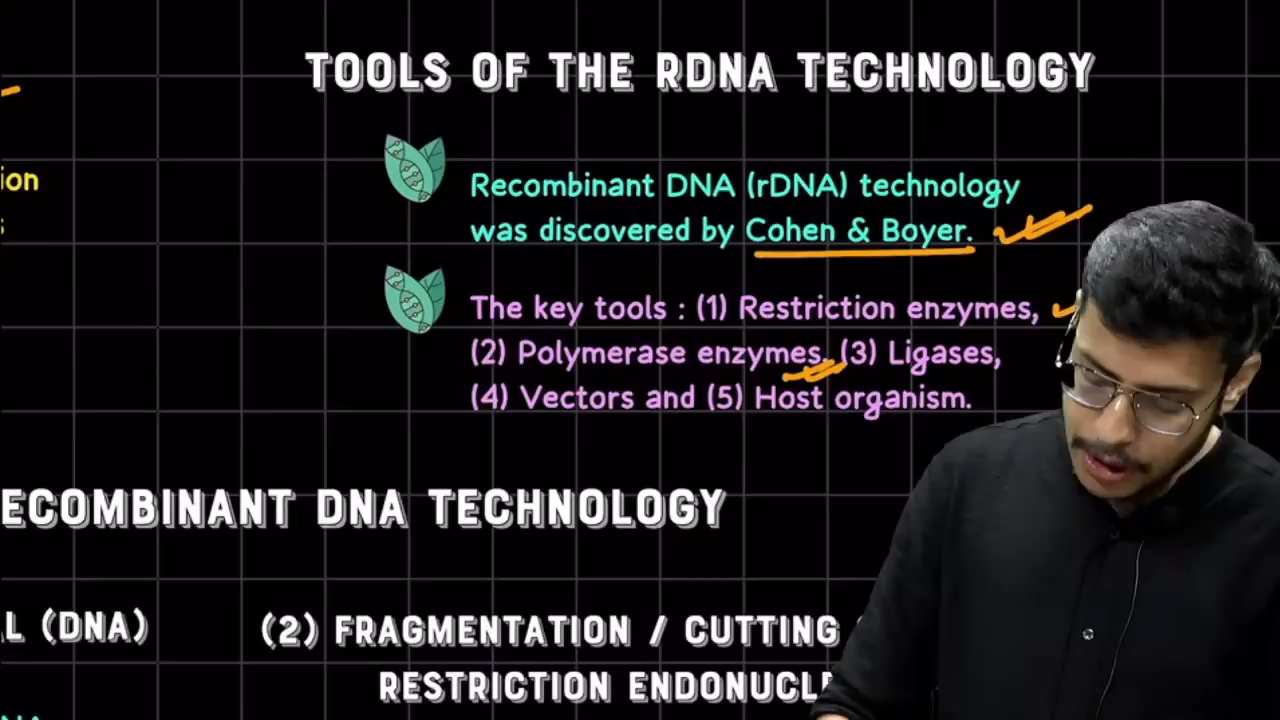 TOOLS OF THE RDNA TECHNOLOGY
ion
Recombinant DNA (rDNA) technology
was discovered by Cohen & Boyer.
The key tools : (1) Restriction enzymes,
(2) Polymerase enzymes, (3) Ligases,
(4) Vectors and (5) Host organism.
ECOMBINANT DNA TECHNOLOGY
L (DNA)
(2) FRAGMENTATION / CUTTING
RESTRICTION ENDONUCL